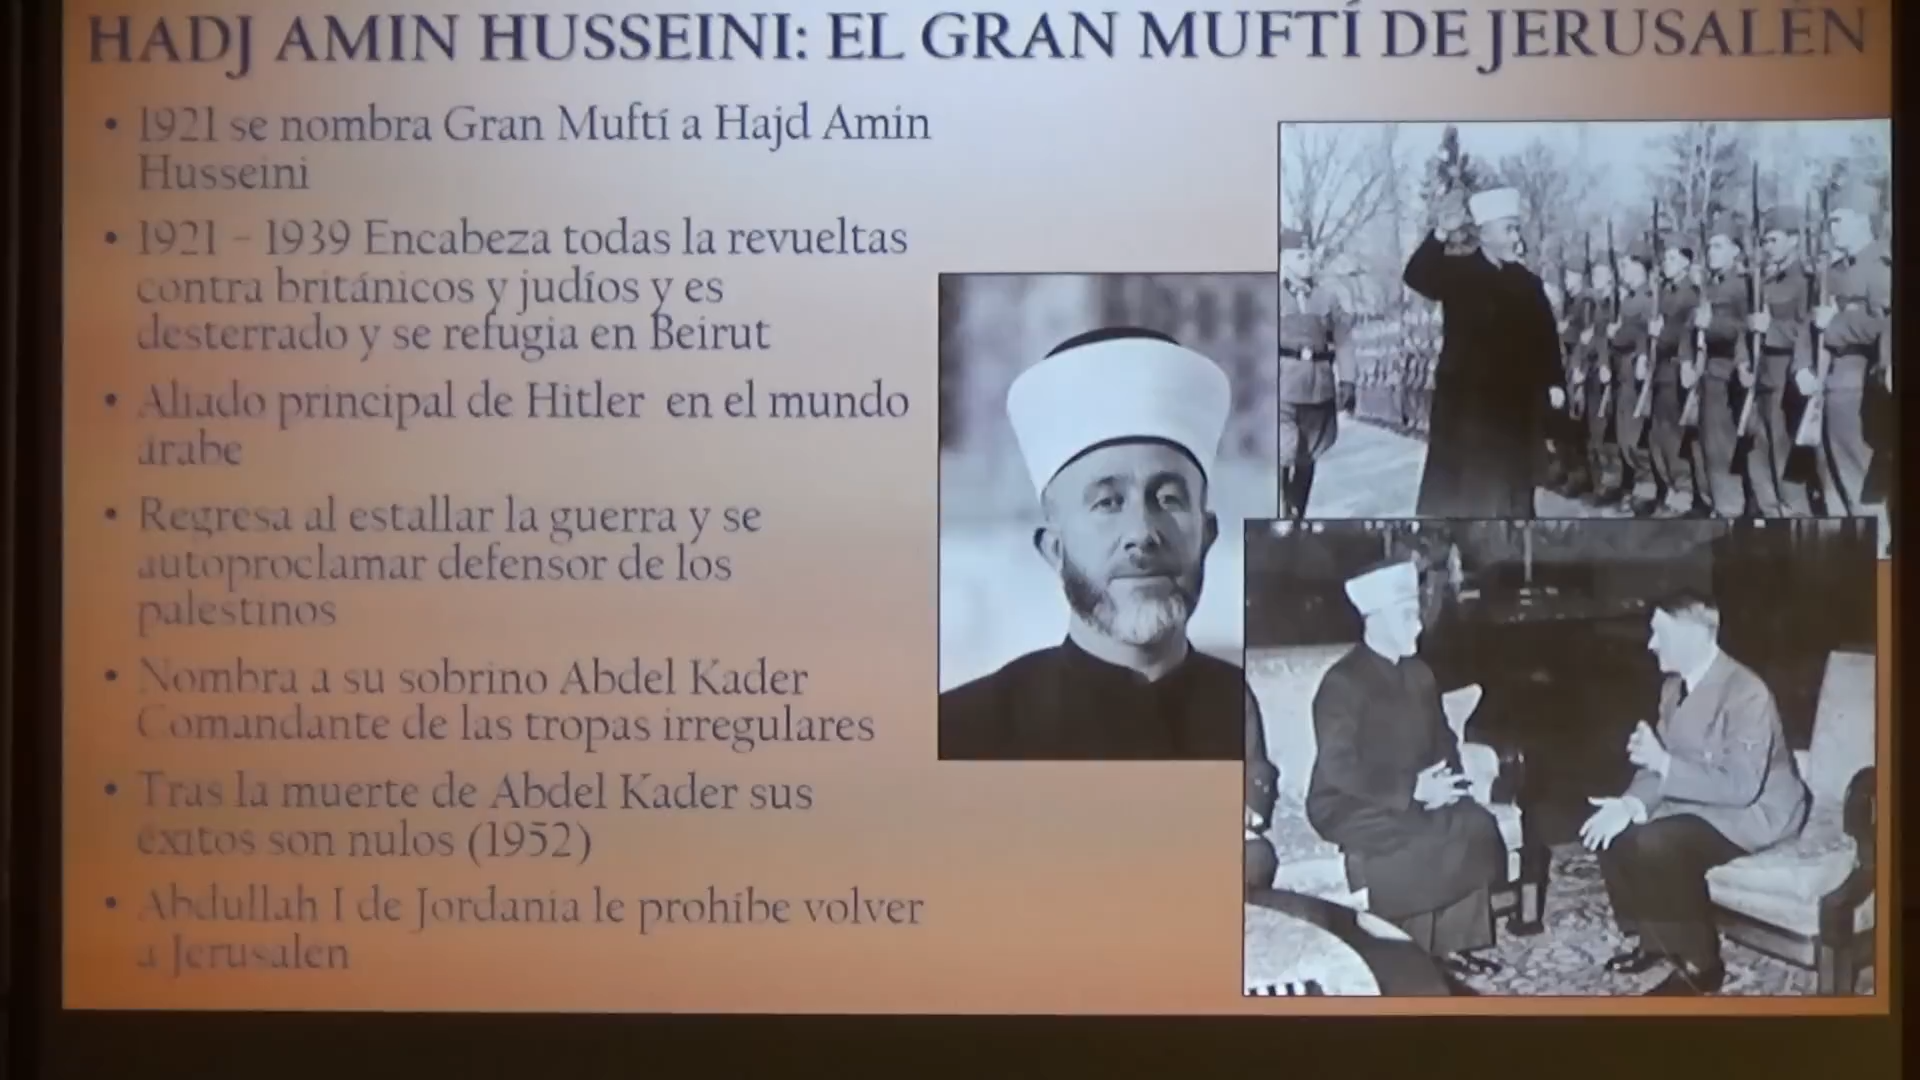 HADJ AMIN HUSSEINI: EL GRAN MUFTÍ DE JERUSALÉN
• 1921 se nombra Gran Muftí a Hajd Amin
Husseini
• 1921 – 1939 Encabeza todas la revueltas
contra británicos y judíos y es
desterrado y se refugia en Beirut
• Aliado principal de Hitler en el mundo
árabe
• Regresa al estallar la guerra y se
autoproclamar defensor de los
palestinos
• Nombra a su sobrino Abdel Kader
Comandante de las tropas irregulares
• Tras la muerte de Abdel Kader sus
éxitos son nulos (1952)
• Abdullah I de Jordania le prohíbe volver
a Jerusalen